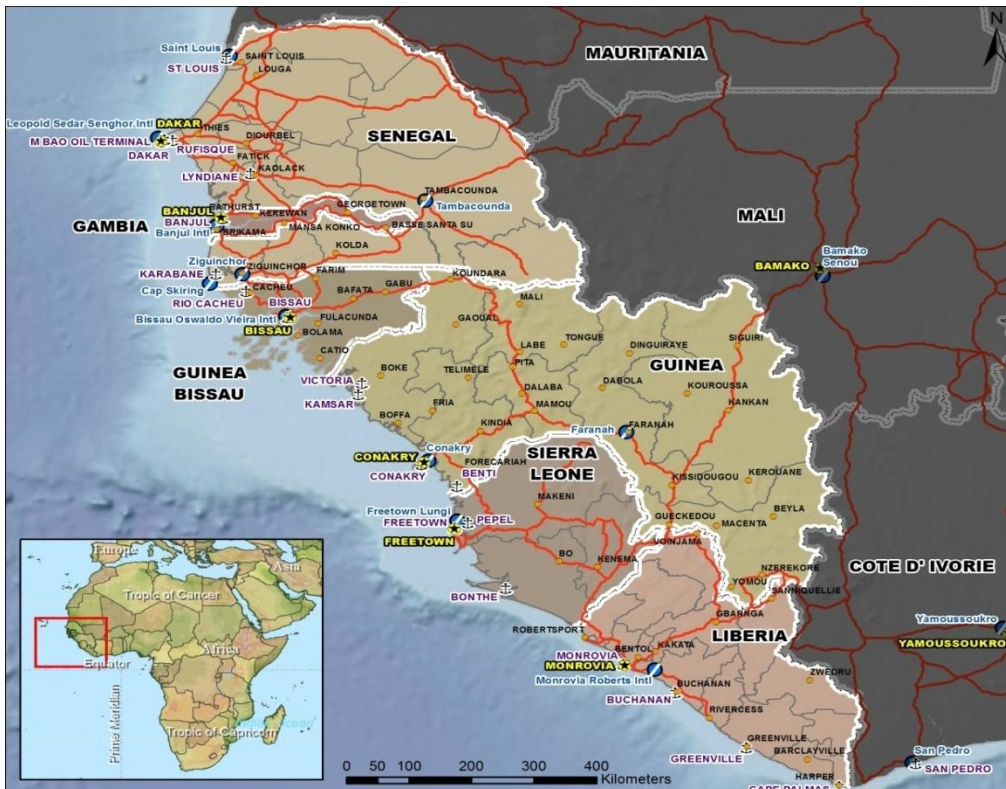 N
MAURITANIA
Saint Louis
SAINT LOUIS
ST LOUIS
LOUGA
Leopold Sedar Senghor Intl
DAKAR
THIES
M BAO OIL TERMINAL
DIOURBEL
RUFISQUE
DAKAR
SENEGAL
FATICK
LYNDIANE
KAOLACK
TAMBACOUNDA
Tambacounda
MALI
BATHURST
GEORGETOWN
BANJUL
KEREWAN
BANJUL
GAMBIA
MANSA KONKO
BASSE SANTA SU
Banjul Intl
BRIKAMA
KOLDA
Bamako
Senou
BAMAKO
Ziguinchor
ZIGUINCHOR
KARABANE
FARIM
KOUNDARA
Cap Skiring
CACHEU
GABU
RIO CACHEU
BISSAU
BAFATA
MALI
Bissau Oswaldo Vieira Intl
FULACUNDA
GAOUAL
BISSAU
BOLAMA
SIGUIRI
TONGUE
LABE
DINGUIRAYE
CATIO
PITA
GUINEA
GUINEA
BISSAU
BOKE
TELIMELE
VICTORIA
DABOLA
KOUROUSSA
KAMSAR
DALABA
FRIA
MAMOU
KANKAN
BOFFA
KINDIA
Faranah
FARANAH
Conakry
CONAKRY
SIERRA
LEONE
FORECARIAH
CONAKRY
BENTI
KEROUANE
KISSIDOUGOU
MAKENI
BEYLA
Freetown Lungi
FREETOWN
PEPEL
GUECKEDOU
MACENTA
FREETOWN
VOINJAMA
BO
KENEMA
NZEREKORE
COTE D' IVORIE
YOMOU
SANNIQUELLIE
BONTHE
GBARNGA
Yamoussoukro
ROBERTSPORT
LIBERIA
YAMOUSSOUKRO
KAKATA
BENTOL
MONROVIA
MONROVIA
ZWEDRU
Monrovia Roberts Intl
BUCHANAN
BUCHANAN
RIVERCESS
GREENVILLE
San Pedro
BARCLAYVILLE
GREENVILLE
SAN PEDRO
HARPER
CAPE PALMAS
Europe
Asia
Tropic of Cancer
Africa
Equator
Prime Meridian
Tropic of Capricorn
0 50 100 200 300 400
Kilometers